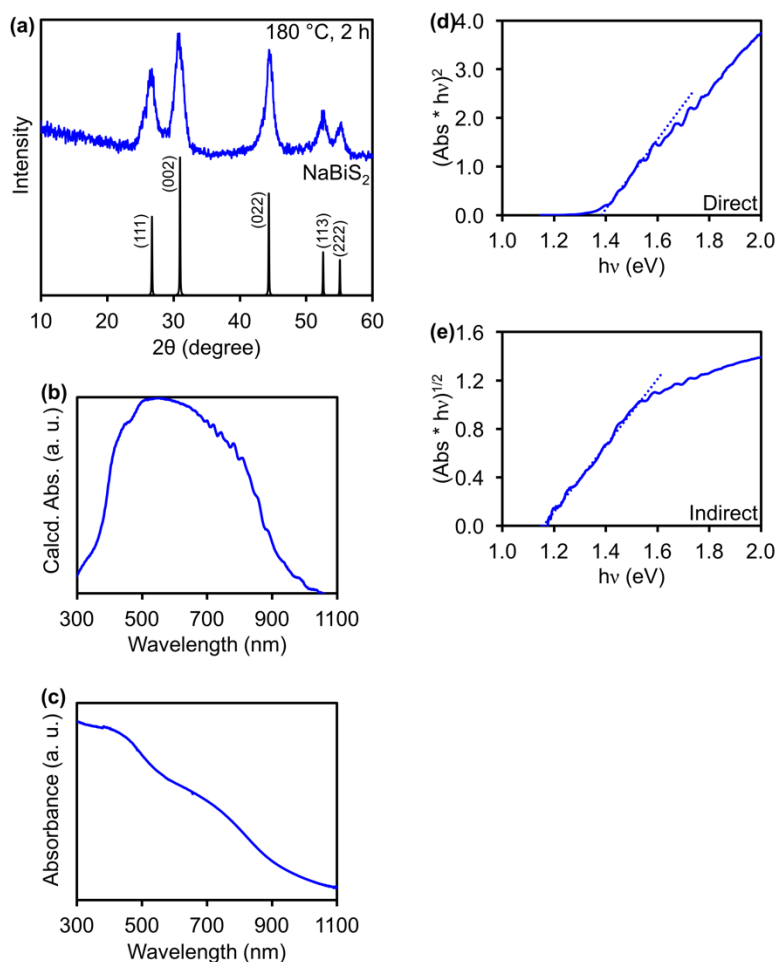 (a)
180 °C, 2 h
Intensity
NaBiS2
(111)
(002)
(022)
(113)
(222)
10 20 30 40 50 60
2θ (degree)
(b)
Calcd. Abs. (a. u.)
300 500 700 900 1100
Wavelength (nm)
(c)
Absorbance (a. u.)
300 500 700 900 1100
Wavelength (nm)
(d)
(Abs * hν)2
4.0
3.0
2.0
1.0
0.0
Direct
1.0 1.2 1.4 1.6 1.8 2.0
hν (eV)
(e)
(Abs * hν)1/2
1.6
1.2
0.8
0.4
0.0
Indirect
1.0 1.2 1.4 1.6 1.8 2.0
hν (eV)